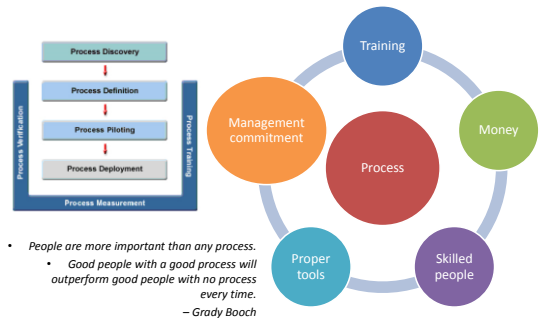 Process Discovery
Process Definition
Process Piloting
Process Deployment
Process Verification
Process Training
Process Measurement
Training
Management
commitment
Money
Process
Proper
tools
Skilled
people
• People are more important than any process.
• Good people with a good process will
outperform good people with no process
every time.
– Grady Booch